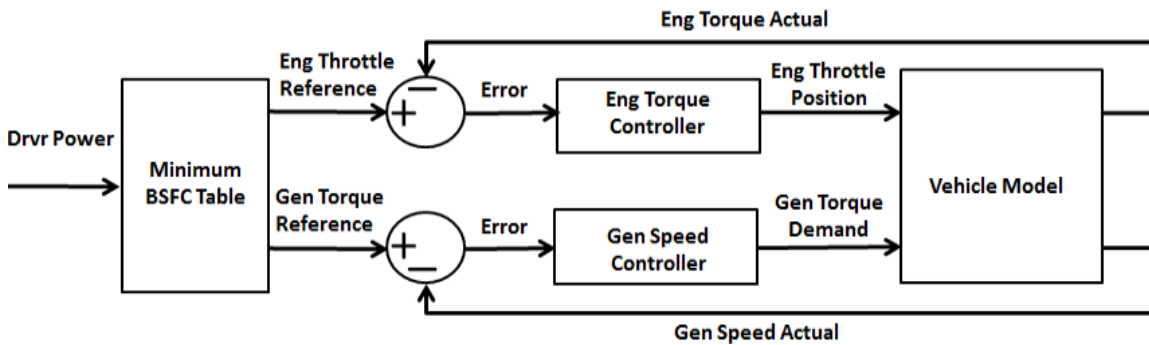 Eng Torque Actual
Eng Throttle
Reference
−
+
Error
Eng Torque
Controller
Eng Throttle
Position
Drvr Power
Minimum
BSFC Table
Vehicle Model
Gen Torque
Reference
+
−
Error
Gen Speed
Controller
Gen Torque
Demand
Gen Speed Actual